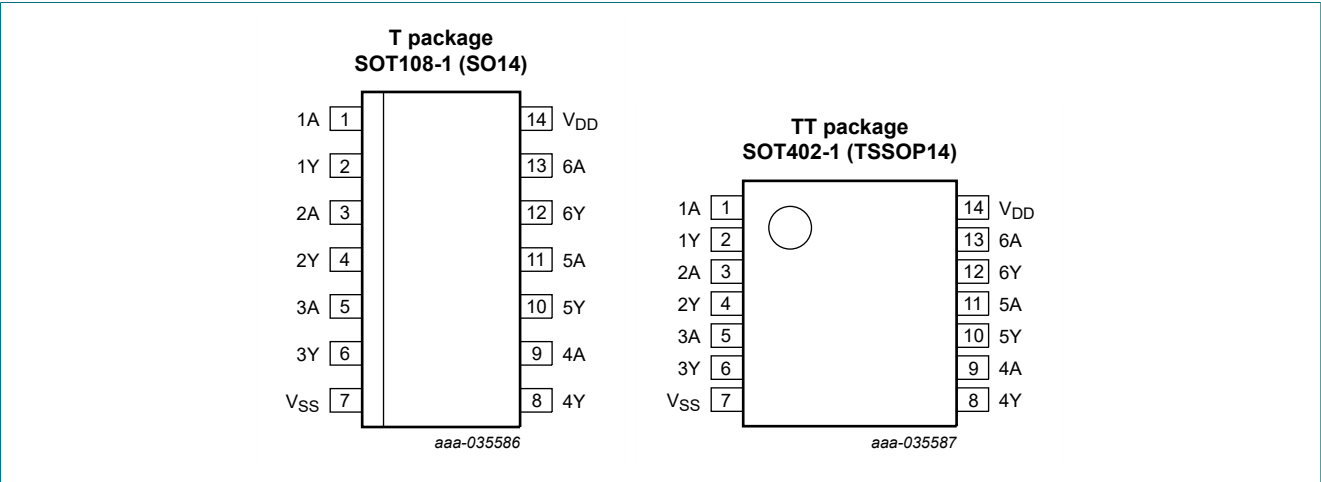 T package
SOT108-1 (SO14)
1A 1 14 VDD
1Y 2 13 6A
2A 3 12 6Y
2Y 4 11 5A
3A 5 10 5Y
3Y 6 9 4A
VSS 7 8 4Y
aaa-035586
TT package
SOT402-1 (TSSOP14)
1A 1 14 VDD
1Y 2 13 6A
2A 3 12 6Y
2Y 4 11 5A
3A 5 10 5Y
3Y 6 9 4A
VSS 7 8 4Y
aaa-035587